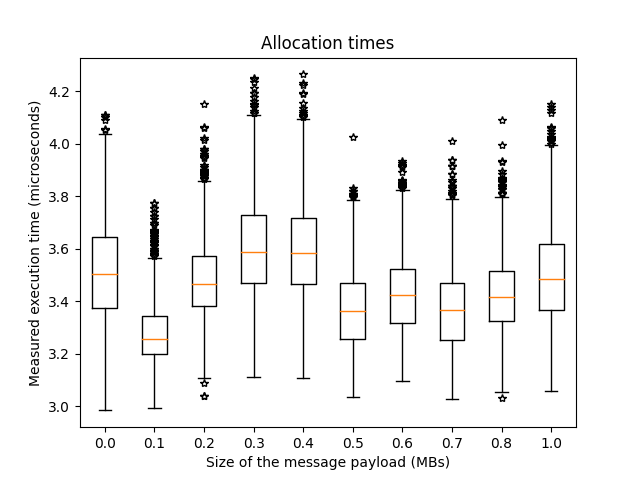 Allocation times
Measured execution time (microseconds)
4.2
4.0
3.8
3.6
3.4
3.2
3.0
0.0 0.1 0.2 0.3 0.4 0.5 0.6 0.7 0.8 1.0
Size of the message payload (MBs)